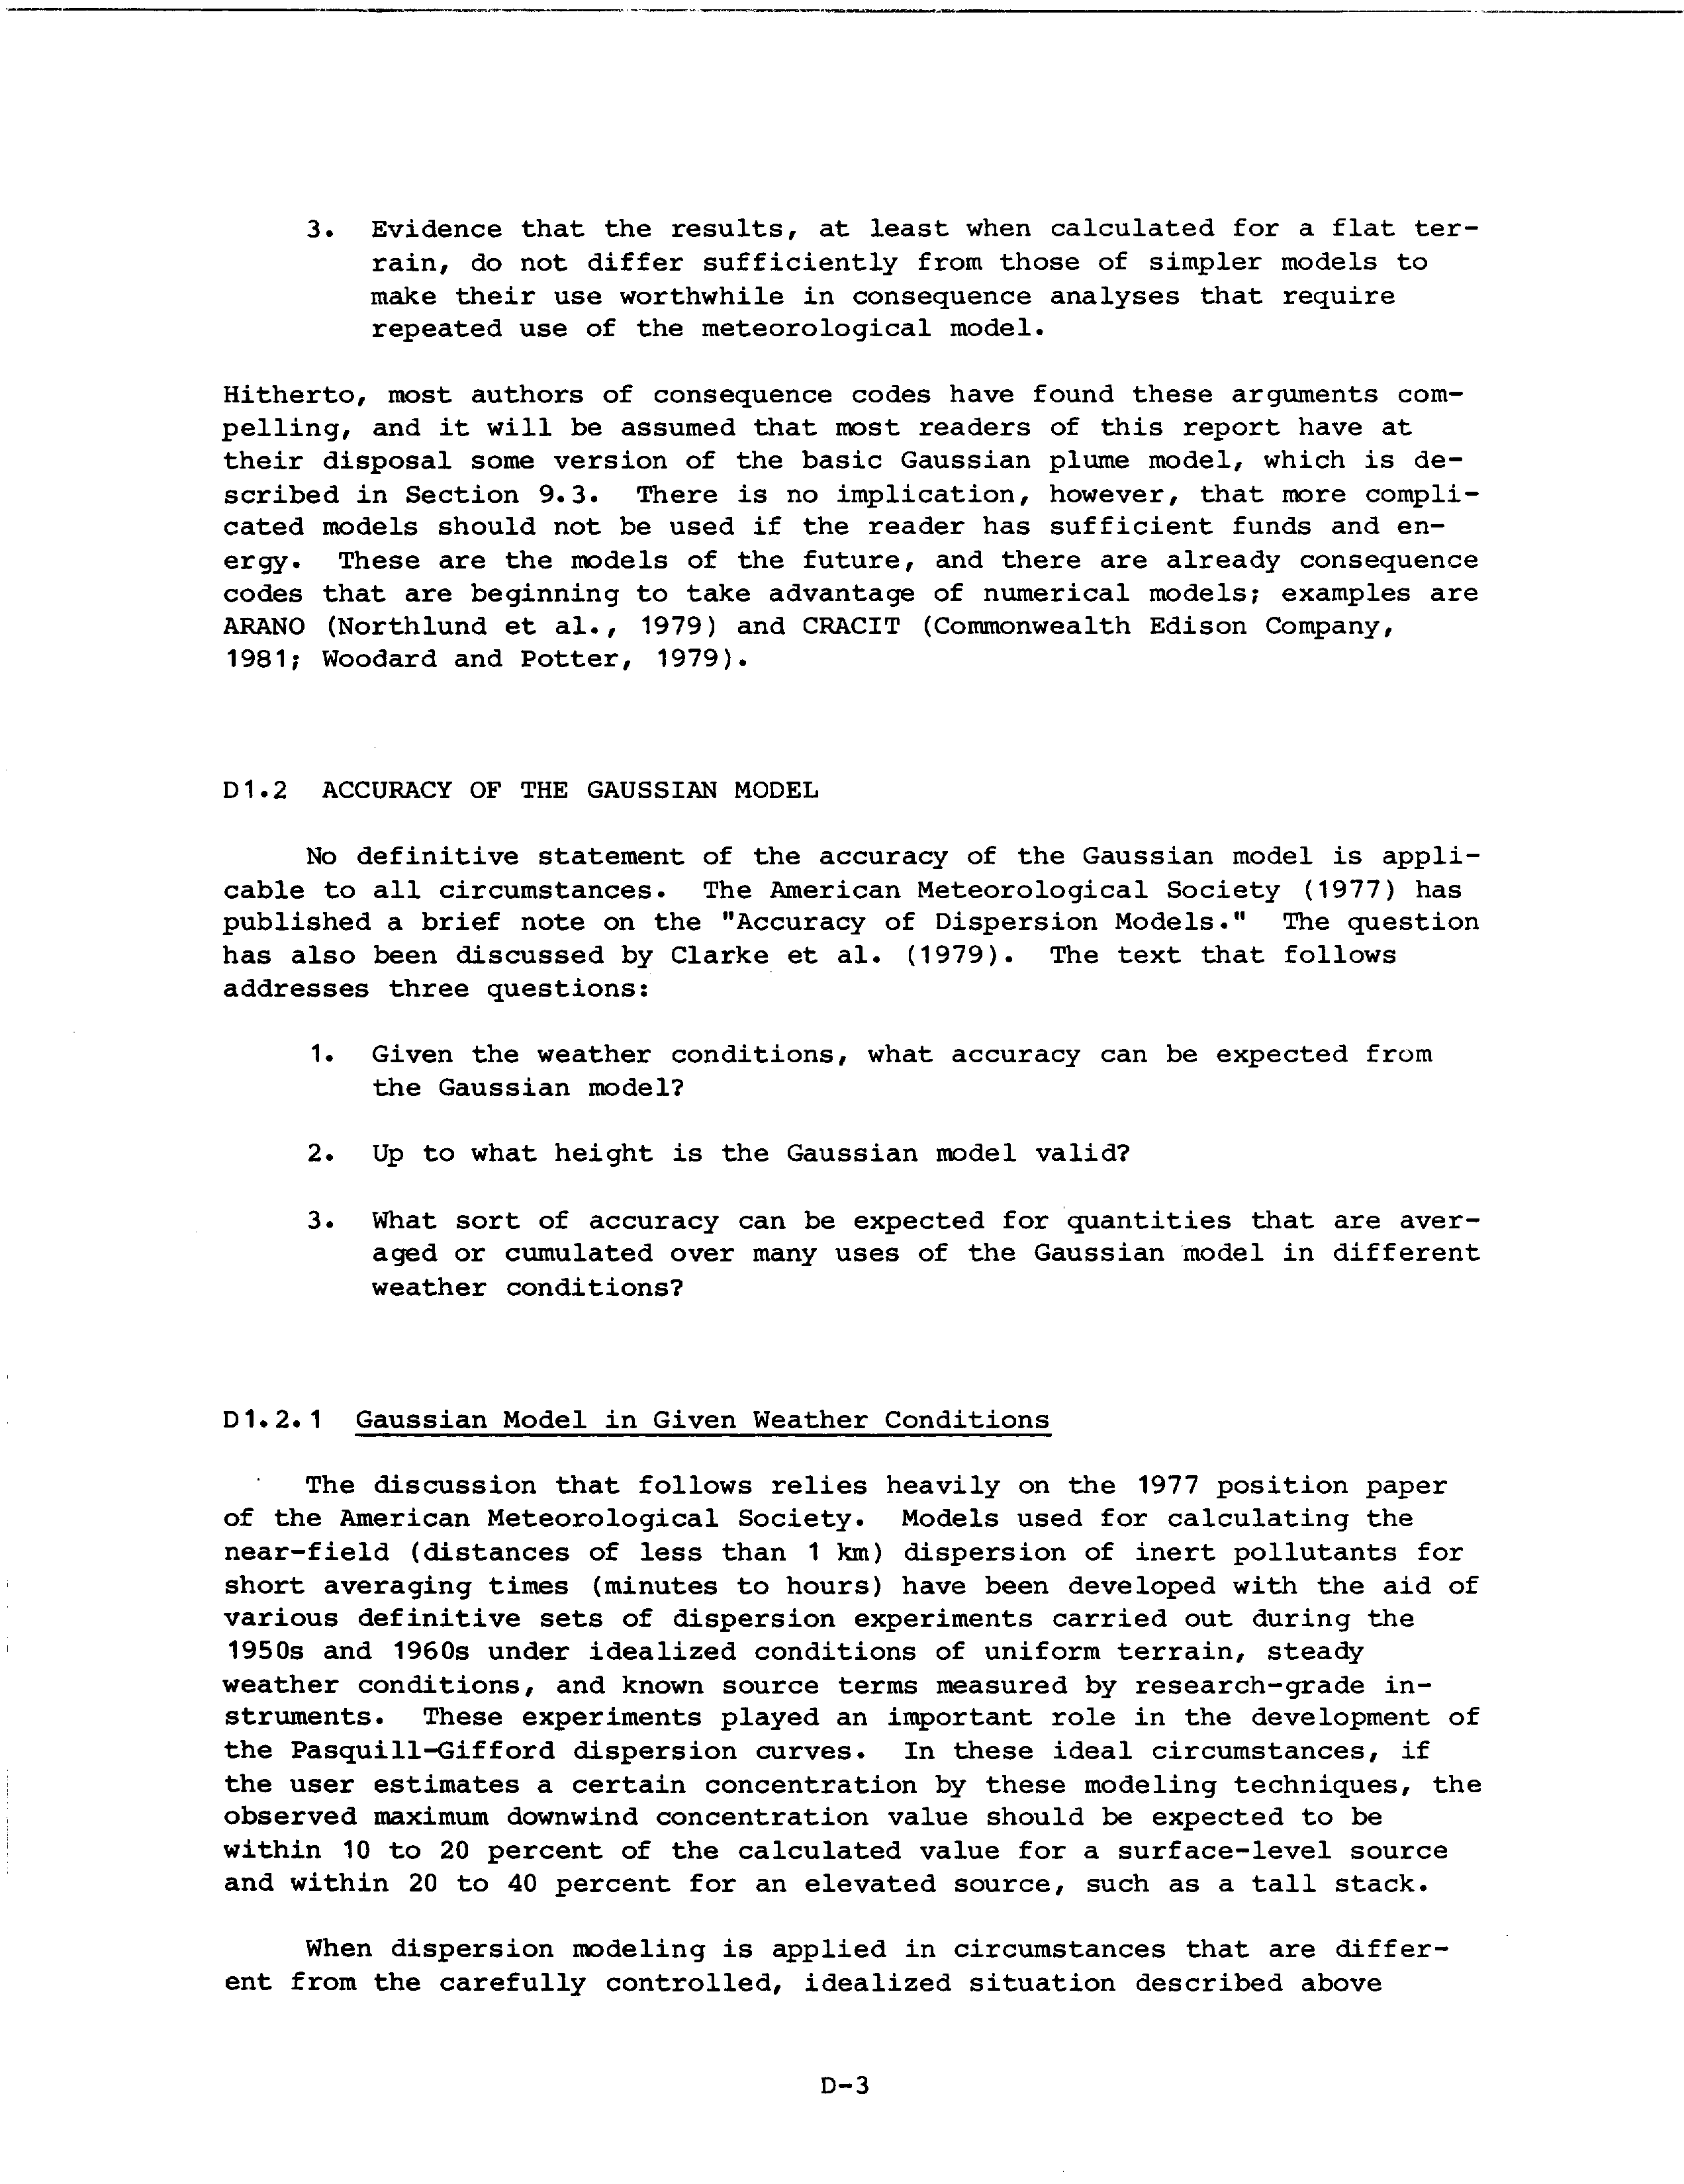 3. Evidence that the results, at least when calculated for a flat ter-
rain, do not differ sufficiently from those of simpler models to
make their use worthwhile in consequence analyses that require
repeated use of the meteorological model.
Hitherto, most authors of consequence codes have found these arguments com-
pelling, and it will be assumed that most readers of this report have at
their disposal some version of the basic Gaussian plume model, which is de-
scribed in Section 9.3. There is no implication, however, that more compli-
cated models should not be used if the reader has sufficient funds and en-
ergy. These are the models of the future, and there are already consequence
codes that are beginning to take advantage of numerical models; examples are
ARANO (Northlund et al., 1979) and CRACIT (Commonwealth Edison Company,
1981; Woodard and Potter, 1979).
D1.2 ACCURACY OF THE GAUSSIAN MODEL
No definitive statement of the accuracy of the Gaussian model is appli-
cable to all circumstances. The American Meteorological Society (1977) has
published a brief note on the "Accuracy of Dispersion Models." The question
has also been discussed by Clarke et al. (1979). The text that follows
addresses three questions:
1. Given the weather conditions, what accuracy can be expected from
the Gaussian model?
2. Up to what height is the Gaussian model valid?
3. What sort of accuracy can be expected for quantities that are aver-
aged or cumulated over many uses of the Gaussian model in different
weather conditions?
D1.2.1 Gaussian Model in Given Weather Conditions
The discussion that follows relies heavily on the 1977 position paper
of the American Meteorological Society. Models used for calculating the
near-field (distances of less than 1 km) dispersion of inert pollutants for
short averaging times (minutes to hours) have been developed with the aid of
various definitive sets of dispersion experiments carried out during the
1950s and 1960s under idealized conditions of uniform terrain, steady
weather conditions, and known source terms measured by research-grade in-
struments. These experiments played an important role in the development of
the Pasquill-Gifford dispersion curves. In these ideal circumstances, if
the user estimates a certain concentration by these modeling techniques, the
observed maximum downwind concentration value should be expected to be
within 10 to 20 percent of the calculated value for a surface-level source
and within 20 to 40 percent for an elevated source, such as a tall stack.
When dispersion modeling is applied in circumstances that are differ-
ent from the carefully controlled, idealized situation described above
D-3